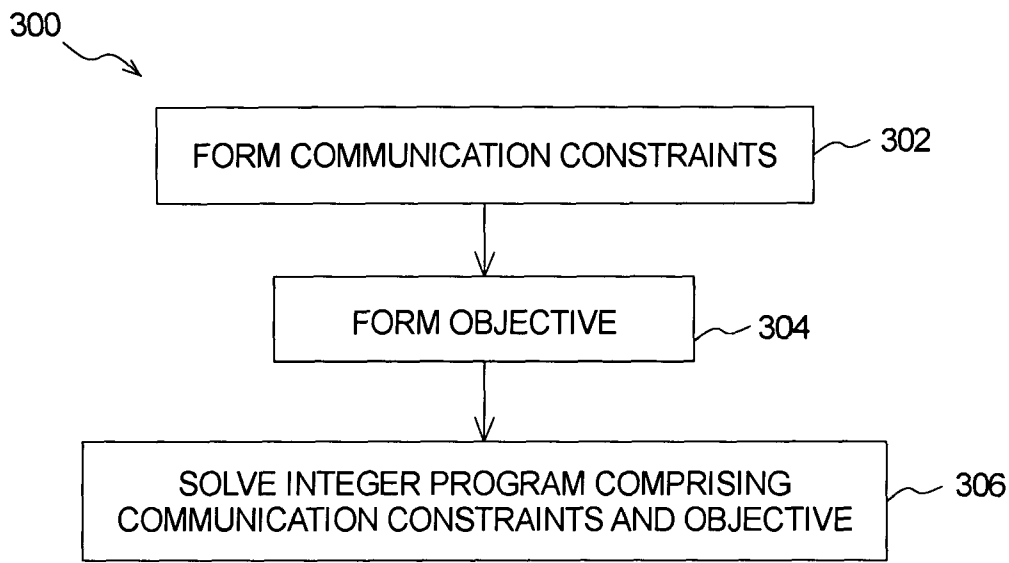 300
FORM COMMUNICATION CONSTRAINTS
302
FORM OBJECTIVE
304
SOLVE INTEGER PROGRAM COMPRISING
COMMUNICATION CONSTRAINTS AND OBJECTIVE
306